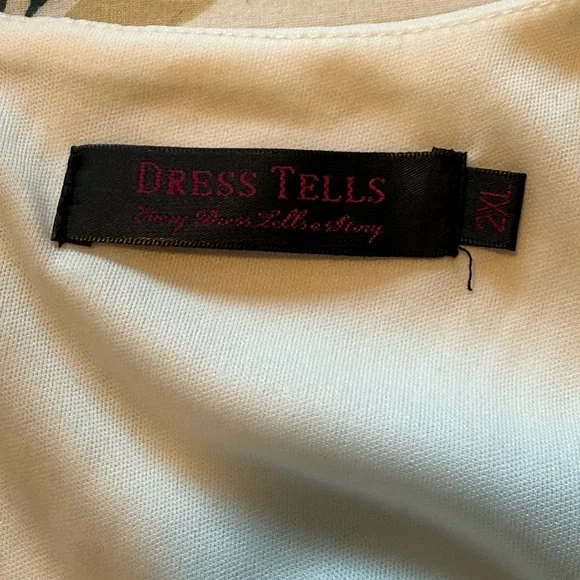 DRESS TELLS
Every Dress Tells a Story
2XL